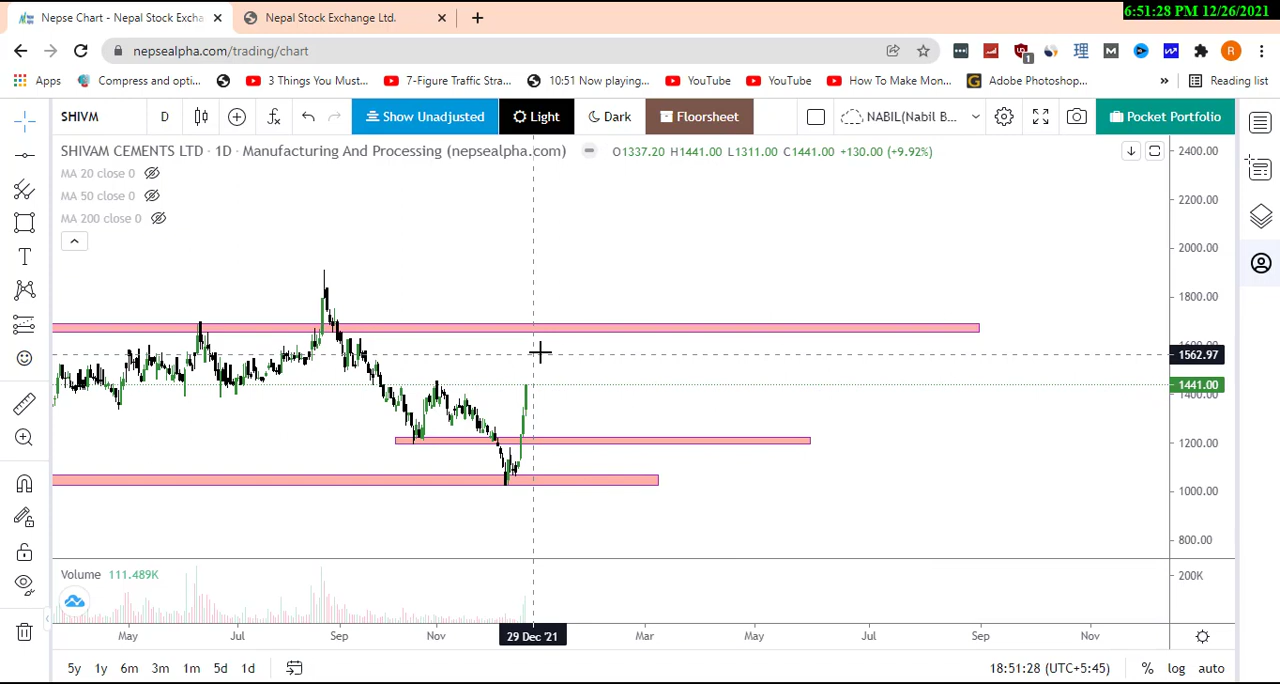 6:51:28 PM 12/26/2021
Nepse Chart - Nepal Stock Excha
Nepal Stock Exchange Ltd.
nepsealpha.com/trading/chart
Apps
Compress and opti...
3 Things You Must...
7-Figure Traffic Stra...
10:51 Now playing...
YouTube
YouTube
How To Make Mon...
Adobe Photoshop...
»
Reading list
SHIVM
D
Show Unadjusted
Light
Dark
Floorsheet
NABIL(Nabil B...
Pocket Portfolio
SHIVAM CEMENTS LTD · 1D · Manufacturing And Processing (nepsealpha.com)
O1337.20 H1441.00 L1311.00 C1441.00 +130.00 (+9.92%)
MA 20 close 0
MA 50 close 0
MA 200 close 0
2400.00
2200.00
2000.00
1800.00
1600.00
1562.97
1441.00
1400.00
1200.00
1000.00
800.00
Volume 111.489K
200K
May
Jul
Sep
Nov
29 Dec '21
Mar
May
Jul
Sep
Nov
5y 1y 6m 3m 1m 5d 1d
18:51:28 (UTC+5:45)
% log auto